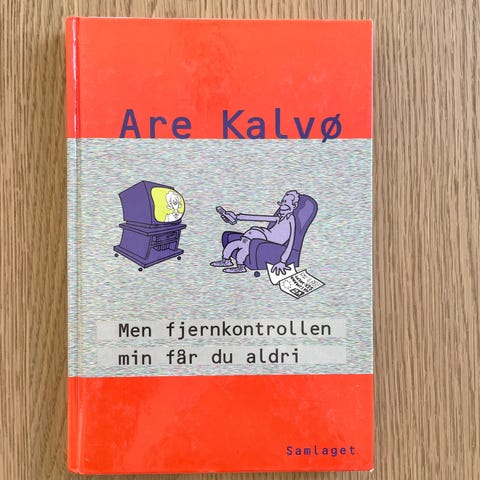 Are Kalvø
Men fjernkontrollen
min får du aldri
Samlaget